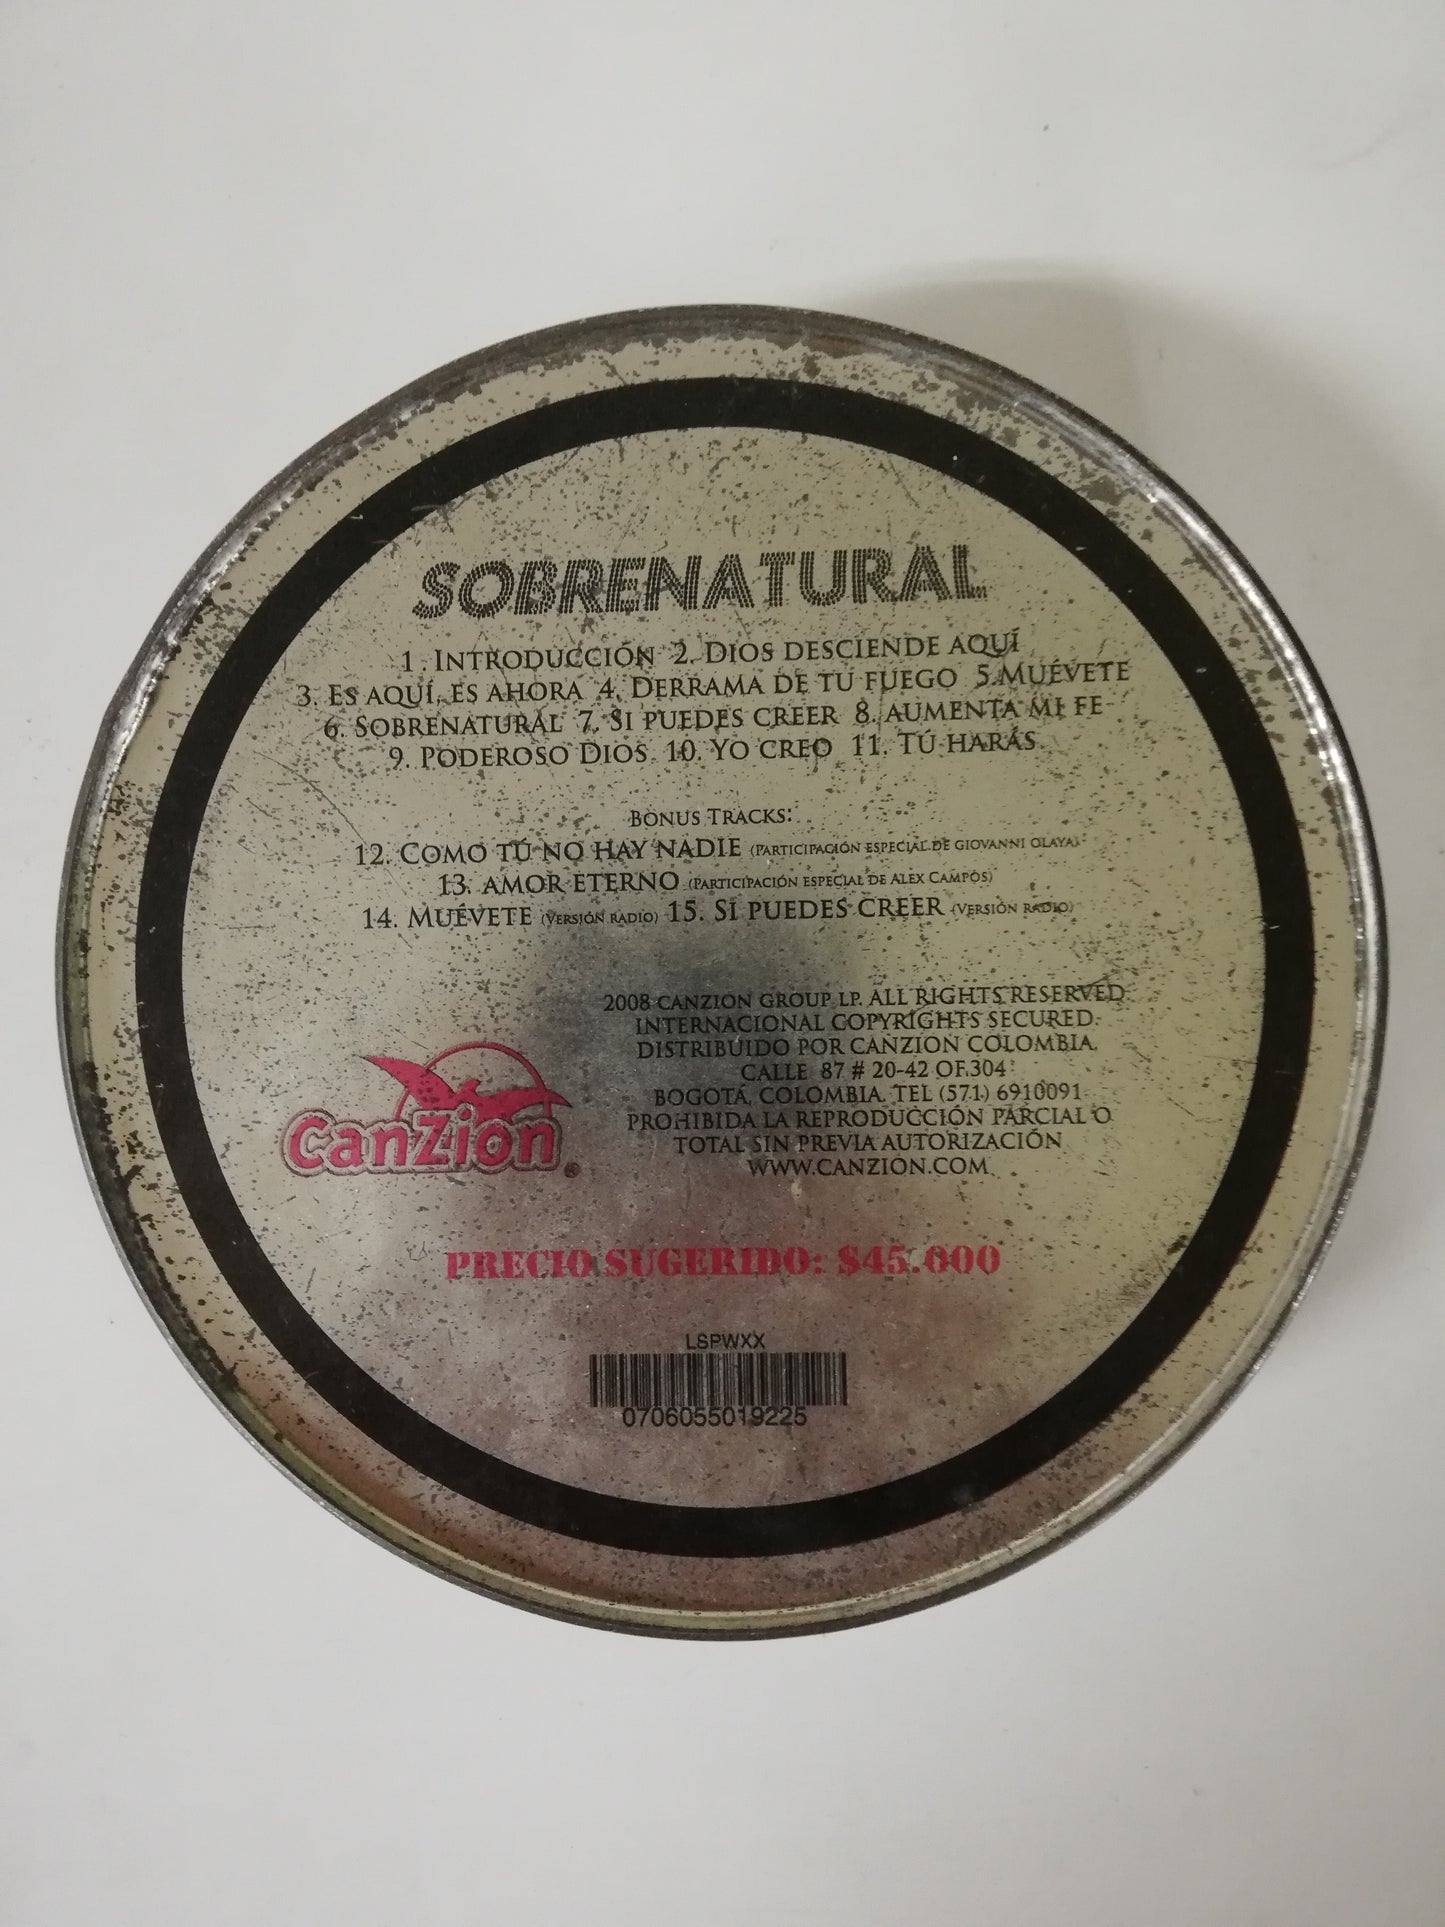 SOBRENATURAL
1. INTRODUCCIÓN 2. DIOS DESCIENDE AQUÍ
3. ES AQUÍ, ES AHORA 4. DERRAMA DE TU FUEGO 5.MUÉVETE
6. SOBRENATURAL 7. SI PUEDES CREER 8. AUMENTA MI FE
9. PODEROSO DIOS 10. YO CREO 11. TÚ HARÁS
BONUS TRACKS:
12. COMO TÚ NO HAY NADIE (PARTICIPACIÓN ESPECIAL DE GIOVANNI OLAYA)
13. AMOR ETERNO (PARTICIPACIÓN ESPECIAL DE ALEX CAMPOS)
14. MUÉVETE (VERSIÓN RADIO) 15. SI PUEDES CREER (VERSIÓN RADIO)
2008 CANZION GROUP LP. ALL RIGHTS RESERVED.
INTERNACIONAL COPYRIGHTS SECURED.
DISTRIBUIDO POR CANZION COLOMBIA.
CALLE 87 # 20-42 OF.304
BOGOTÁ, COLOMBIA. TEL (571) 6910091
PROHIBIDA LA REPRODUCCIÓN PARCIAL O
TOTAL SIN PREVIA AUTORIZACIÓN
WWW.CANZION.COM
CanZion®
PRECIO SUGERIDO: $45.000
LSPWXX
0706055019225